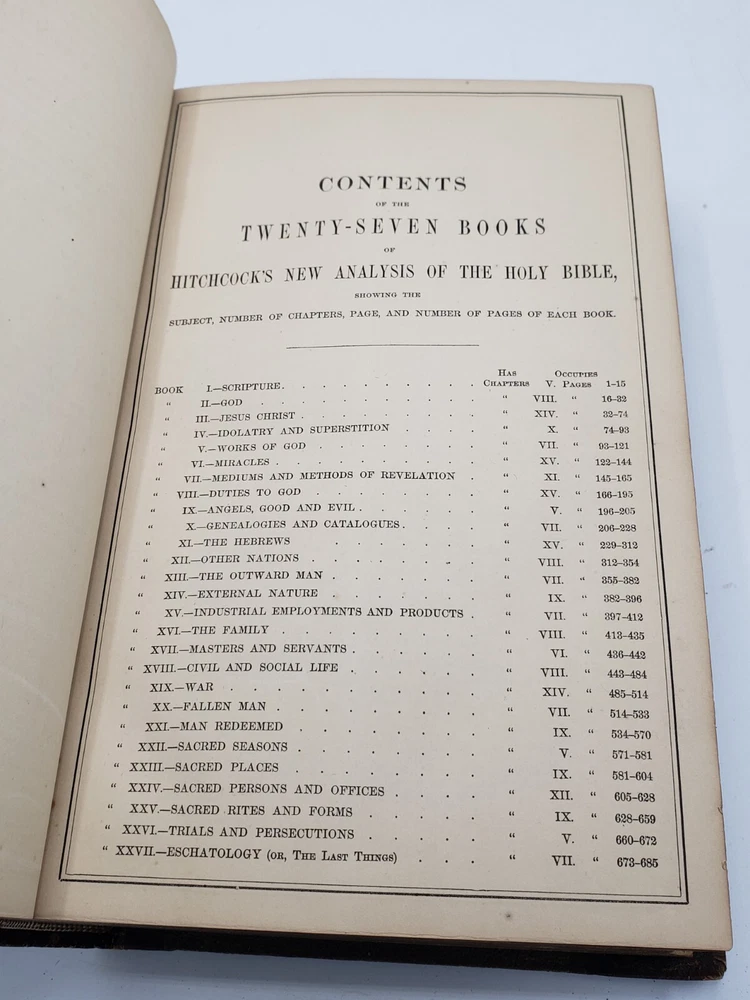 CONTENTS
OF THE
TWENTY-SEVEN BOOKS
OF
HITCHCOCK'S NEW ANALYSIS OF THE HOLY BIBLE,
SHOWING THE
SUBJECT, NUMBER OF CHAPTERS, PAGE, AND NUMBER OF PAGES OF EACH BOOK.
HAS OCCUPIES
BOOK I.—SCRIPTURE. . . . . . . . . . CHAPTERS V. PAGES 1–15
" II.—GOD . . . . . . . . . . " VIII. " 16–32
" III.—JESUS CHRIST . . . . . . . . . " XIV. " 32–74
" IV.—IDOLATRY AND SUPERSTITION . . . . " X. " 74–93
" V.—WORKS OF GOD . . . . . . . . " VII. " 93–121
" VI.—MIRACLES . . . . . . . . . . " XV. " 122–144
" VII.—MEDIUMS AND METHODS OF REVELATION . " XI. " 145–165
" VIII.—DUTIES TO GOD . . . . . . . . " XV. " 166–195
" IX.—ANGELS, GOOD AND EVIL . . . . . . " V. " 196–205
" X.—GENEALOGIES AND CATALOGUES . . . . " VII. " 206–228
" XI.—THE HEBREWS . . . . . . . " XV. " 229–312
" XII.—OTHER NATIONS . . . . . . . . " VIII. " 312–354
" XIII.—THE OUTWARD MAN . . . . . . . " VII. " 355–382
" XIV.—EXTERNAL NATURE . . . . . . . " IX. " 382–396
" XV.—INDUSTRIAL EMPLOYMENTS AND PRODUCTS . " VII. " 397–412
" XVI.—THE FAMILY . . . . . . . . . " VIII. " 413–435
" XVII.—MASTERS AND SERVANTS . . . . . . " VI. " 436–442
" XVIII.—CIVIL AND SOCIAL LIFE . . . . . . " VIII. " 443–484
" XIX.—WAR . . . . . . . . . . . " XIV. " 485–514
" XX.—FALLEN MAN . . . . . . . . . " VII. " 514–533
" XXI.—MAN REDEEMED . . . . . . . . " IX. " 534–570
" XXII.—SACRED SEASONS . . . . . . . . " V. " 571–581
" XXIII.—SACRED PLACES . . . . . . . . " IX. " 581–604
" XXIV.—SACRED PERSONS AND OFFICES . . . . " XII. " 605–628
" XXV.—SACRED RITES AND FORMS . . . . . " IX. " 628–659
" XXVI.—TRIALS AND PERSECUTIONS . . . . . " V. " 660–672
" XXVII.—ESCHATOLOGY (OR, THE LAST THINGS) . . . " VII. " 673–685